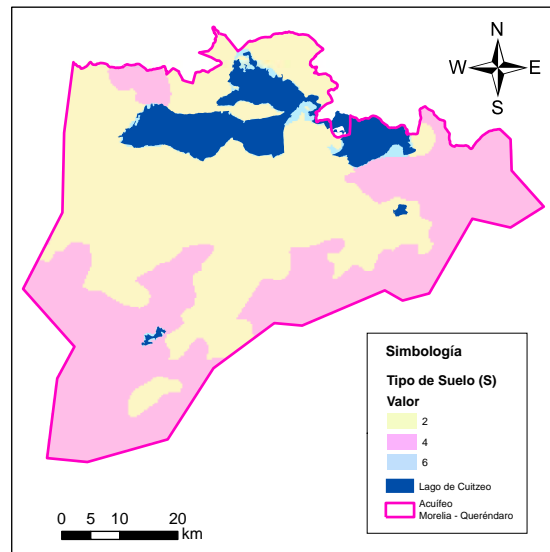 N
W E
S
Simbología
Tipo de Suelo (S)
Valor
2
4
6
Lago de Cuitzeo
Acuífeo
Morelia - Queréndaro
0 5 10 20
km